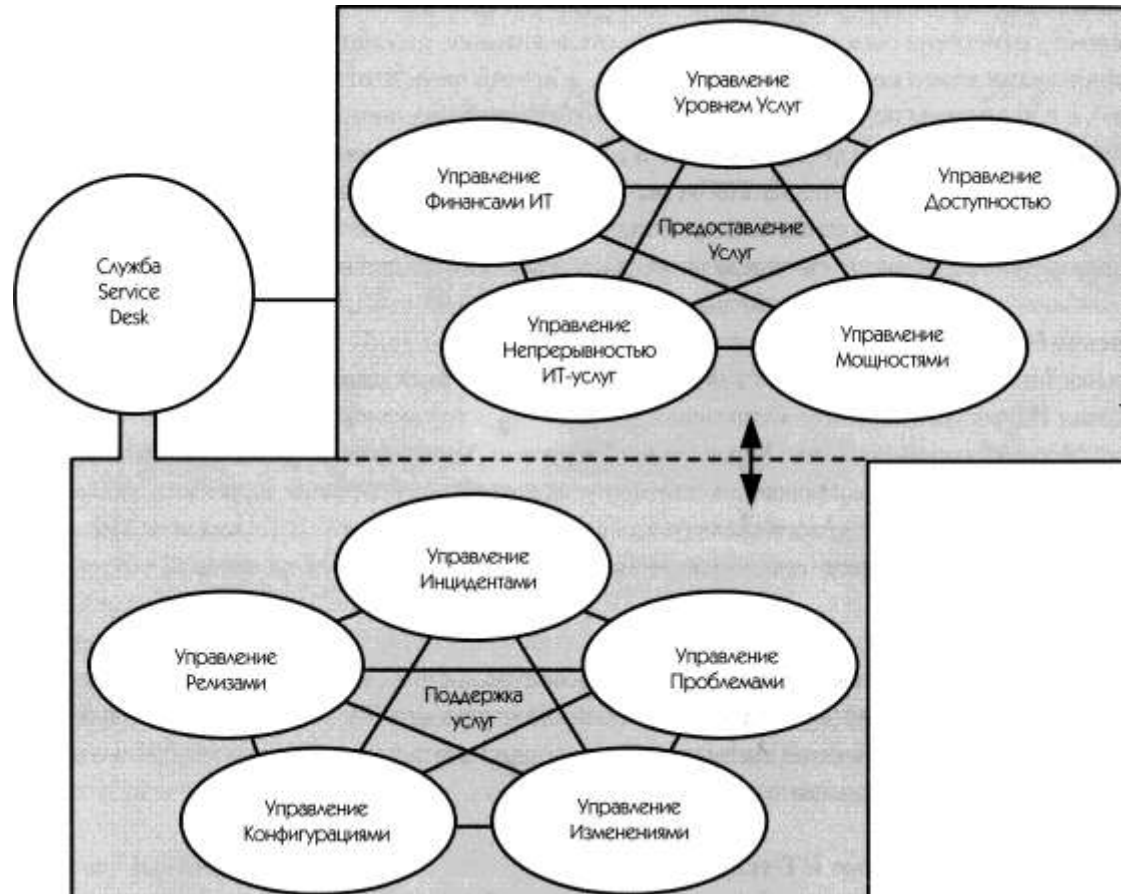 Управление
Уровнем Услуг
Управление
Финансами ИТ
Управление
Доступностью
Предоставление
Услуг
Служба
Service
Desk
Управление
Непрерывностью
ИТ-услуг
Управление
Мощностями
Управление
Инцидентами
Управление
Релизами
Управление
Проблемами
Поддержка
услуг
Управление
Конфигурациями
Управление
Изменениями